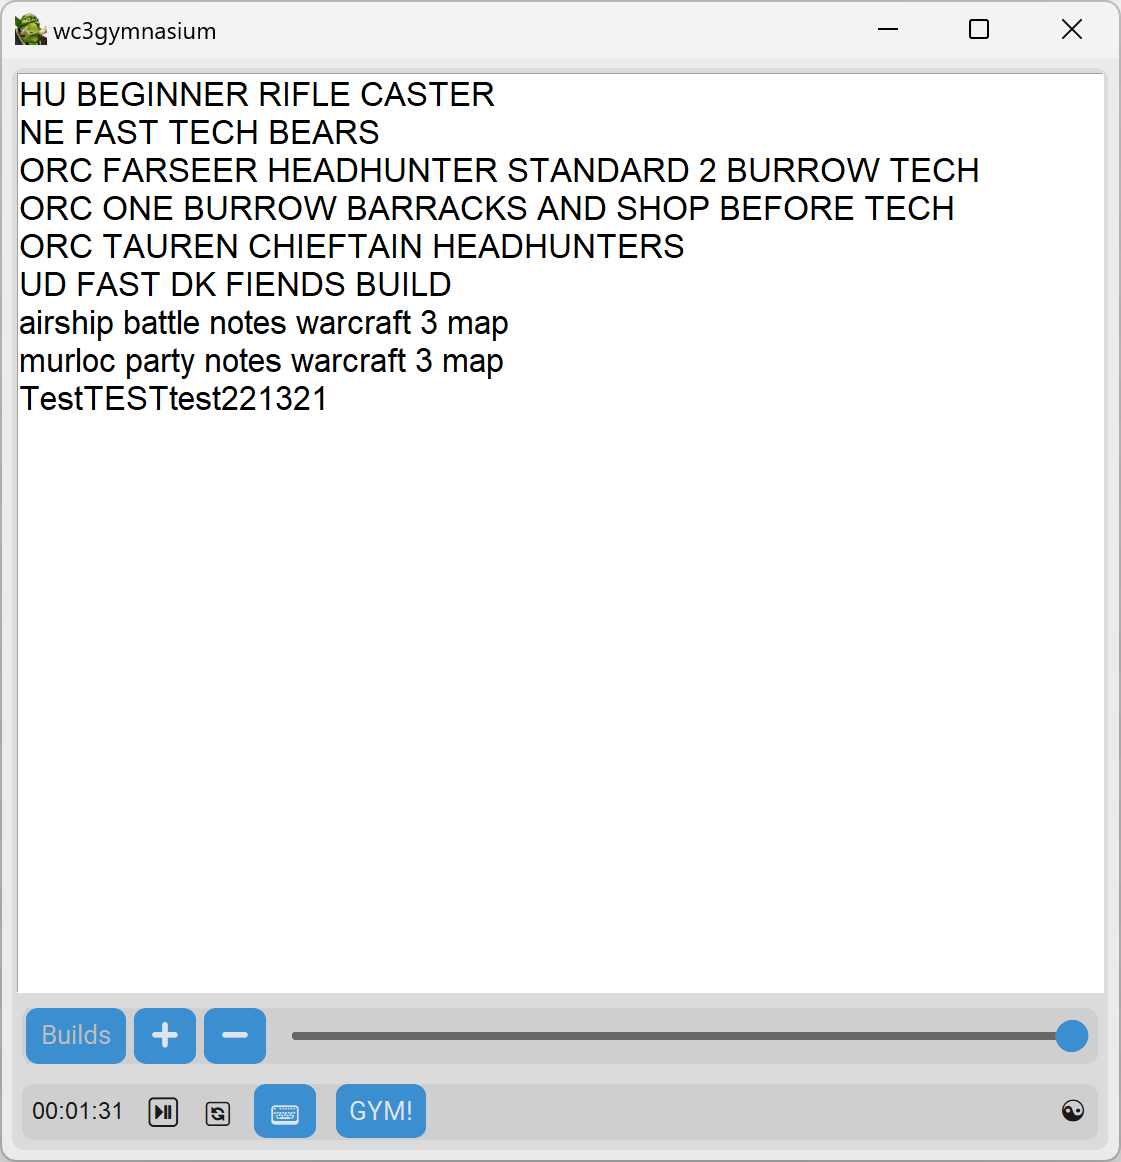 wc3gymnasium
HU BEGINNER RIFLE CASTER
NE FAST TECH BEARS
ORC FARSEER HEADHUNTER STANDARD 2 BURROW TECH
ORC ONE BURROW BARRACKS AND SHOP BEFORE TECH
ORC TAUREN CHIEFTAIN HEADHUNTERS
UD FAST DK FIENDS BUILD
airship battle notes warcraft 3 map
murloc party notes warcraft 3 map
TestTESTtest221321
Builds
00:01:31 GYM!